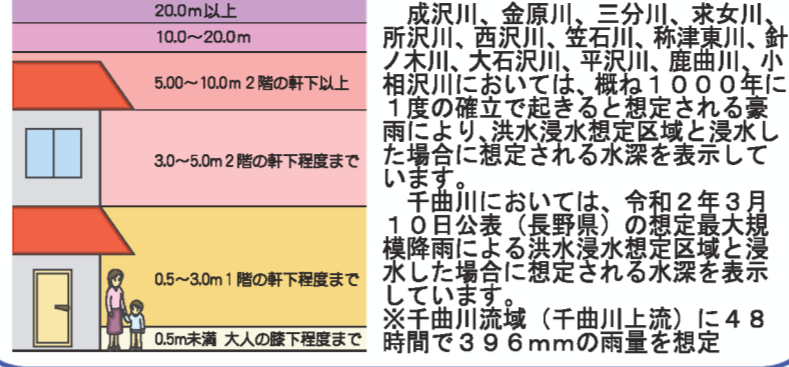 20.0m以上
10.0〜20.0m
5.00〜10.0m 2階の軒下以上
3.0〜5.0m 2階の軒下程度まで
0.5〜3.0m 1階の軒下程度まで
0.5m未満 大人の膝下程度まで
成沢川、金原川、三分川、求女川、
所沢川、西沢川、笠石川、称津東川、針
ノ木川、大石沢川、平沢川、鹿曲川、小
相沢川においては、概ね１０００年に
１度の確立で起きると想定される豪
雨により、洪水浸水想定区域と浸水し
た場合に想定される水深を表示して
います。
千曲川においては、令和２年３月
１０日公表（長野県）の想定最大規
模降雨による洪水浸水想定区域と浸
水した場合に想定される水深を表示
しています。
※千曲川流域（千曲川上流）に４８
時間で３９６mmの雨量を想定